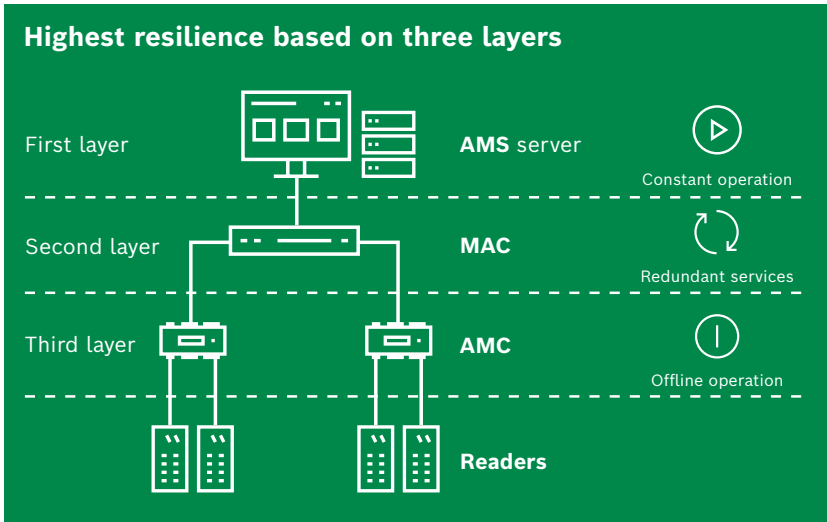 Highest resilience based on three layers
First layer
AMS server
Constant operation
Second layer
MAC
Redundant services
Third layer
AMC
Offline operation
Readers